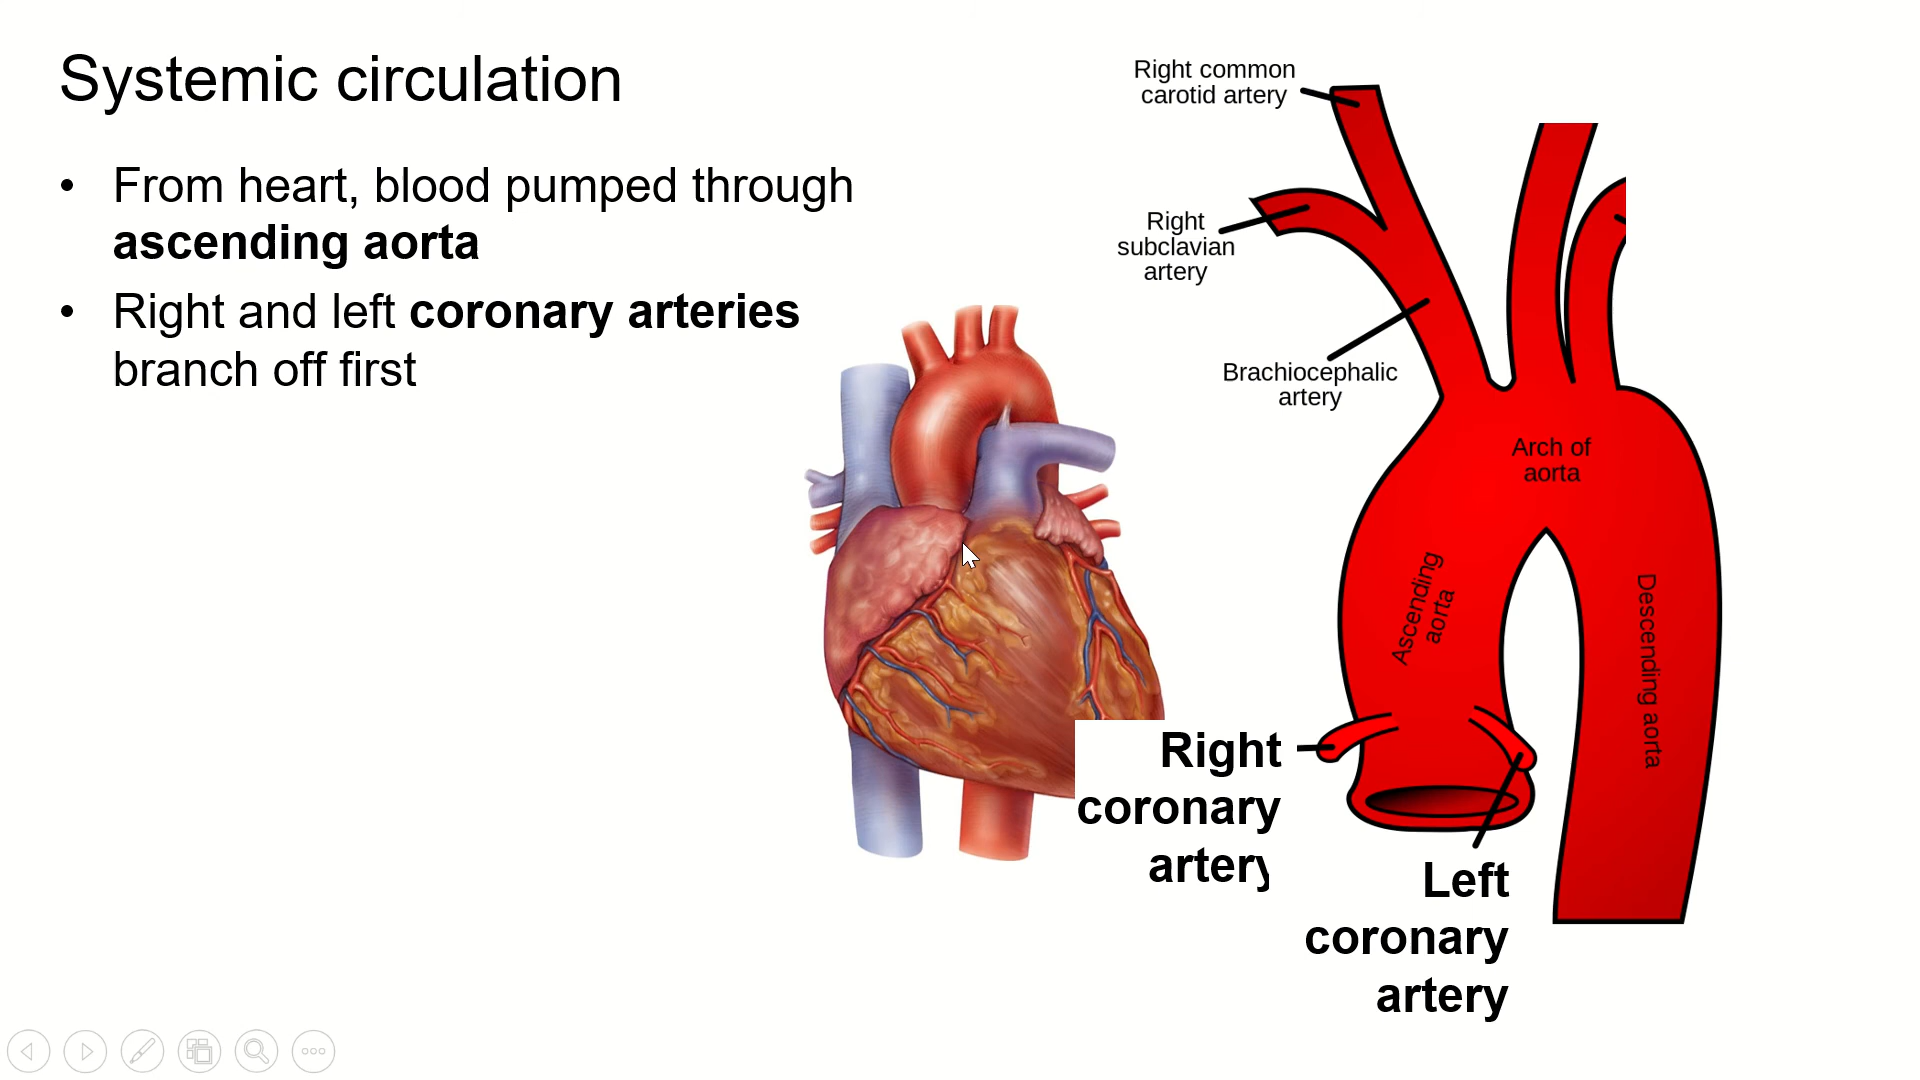 Systemic circulation
• From heart, blood pumped through
ascending aorta
• Right and left coronary arteries
branch off first
Right common
carotid artery
Right
subclavian
artery
Brachiocephalic
artery
Arch of
aorta
Ascending
aorta
Descending aorta
Right
coronary
artery
Left
coronary
artery